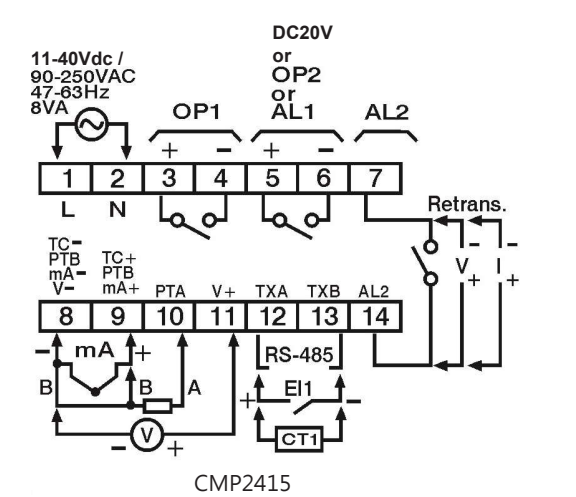 DC20V
11-40Vdc / or
90-250VAC OP2
47-63Hz or
8VA OP1 AL1 AL2
+ − + −
1 2 3 4 5 6 7
L N Retrans.
TC− TC+
PTB PTB
mA− mA+
V−
− −
V I
+ +
PTA V+ TXA TXB AL2
8 9 10 11 12 13 14
− mA + RS-485
B B A EI1
+ −
− V + CT1
CMP2415